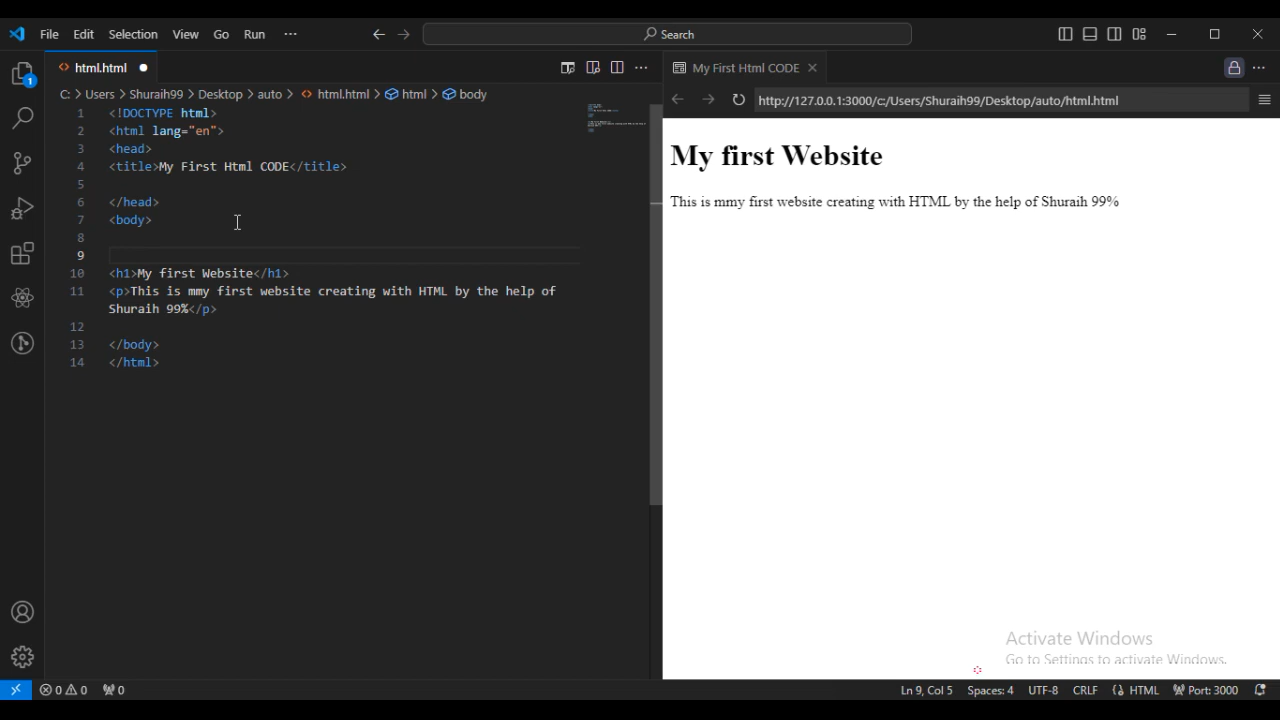 File Edit Selection View Go Run ··· Search
html.html
My First Html CODE
C: > Users > Shuraih99 > Desktop > auto > html.html > html > body
http://127.0.0.1:3000/c:/Users/Shuraih99/Desktop/auto/html.html
1 <!DOCTYPE html>
2 <html lang="en">
3 <head>
4 <title>My First Html CODE</title>
5
6 </head>
7 <body>
8
9
10 <h1>My first Website</h1>
11 <p>This is mmy first website creating with HTML by the help of
Shuraih 99%</p>
12
13 </body>
14 </html>
My first Website
This is mmy first website creating with HTML by the help of Shuraih 99%
1
Activate Windows
Go to Settings to activate Windows.
0 0 0 Ln 9, Col 5 Spaces: 4 UTF-8 CRLF HTML Port: 3000